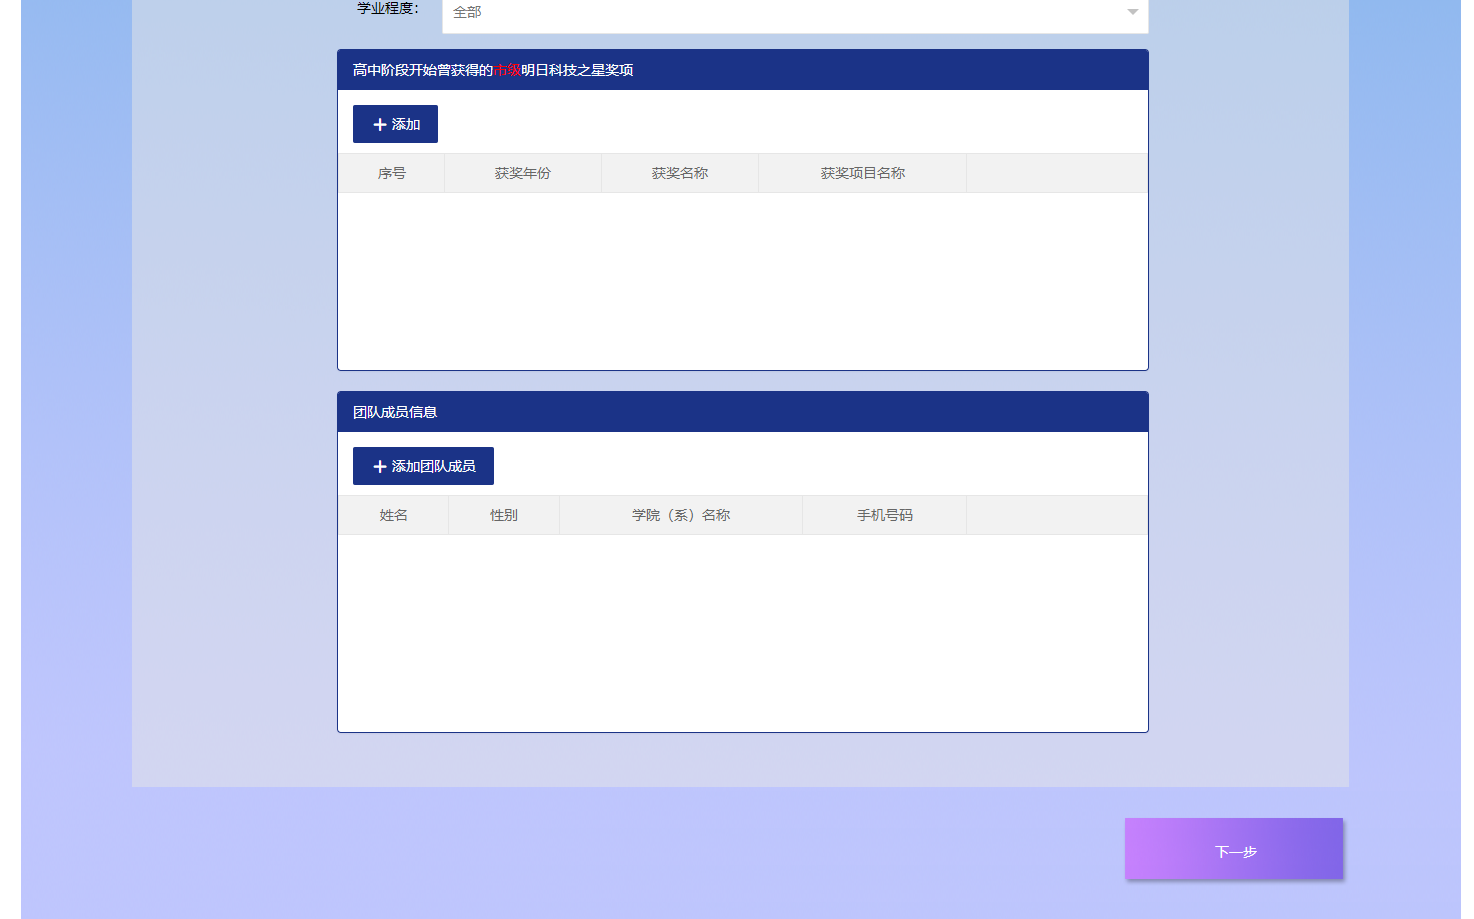 学业程度：
全部
高中阶段开始曾获得的市级明日科技之星奖项
添加
序号 获奖年份 获奖名称 获奖项目名称
团队成员信息
添加团队成员
姓名 性别 学院（系）名称 手机号码
下一步